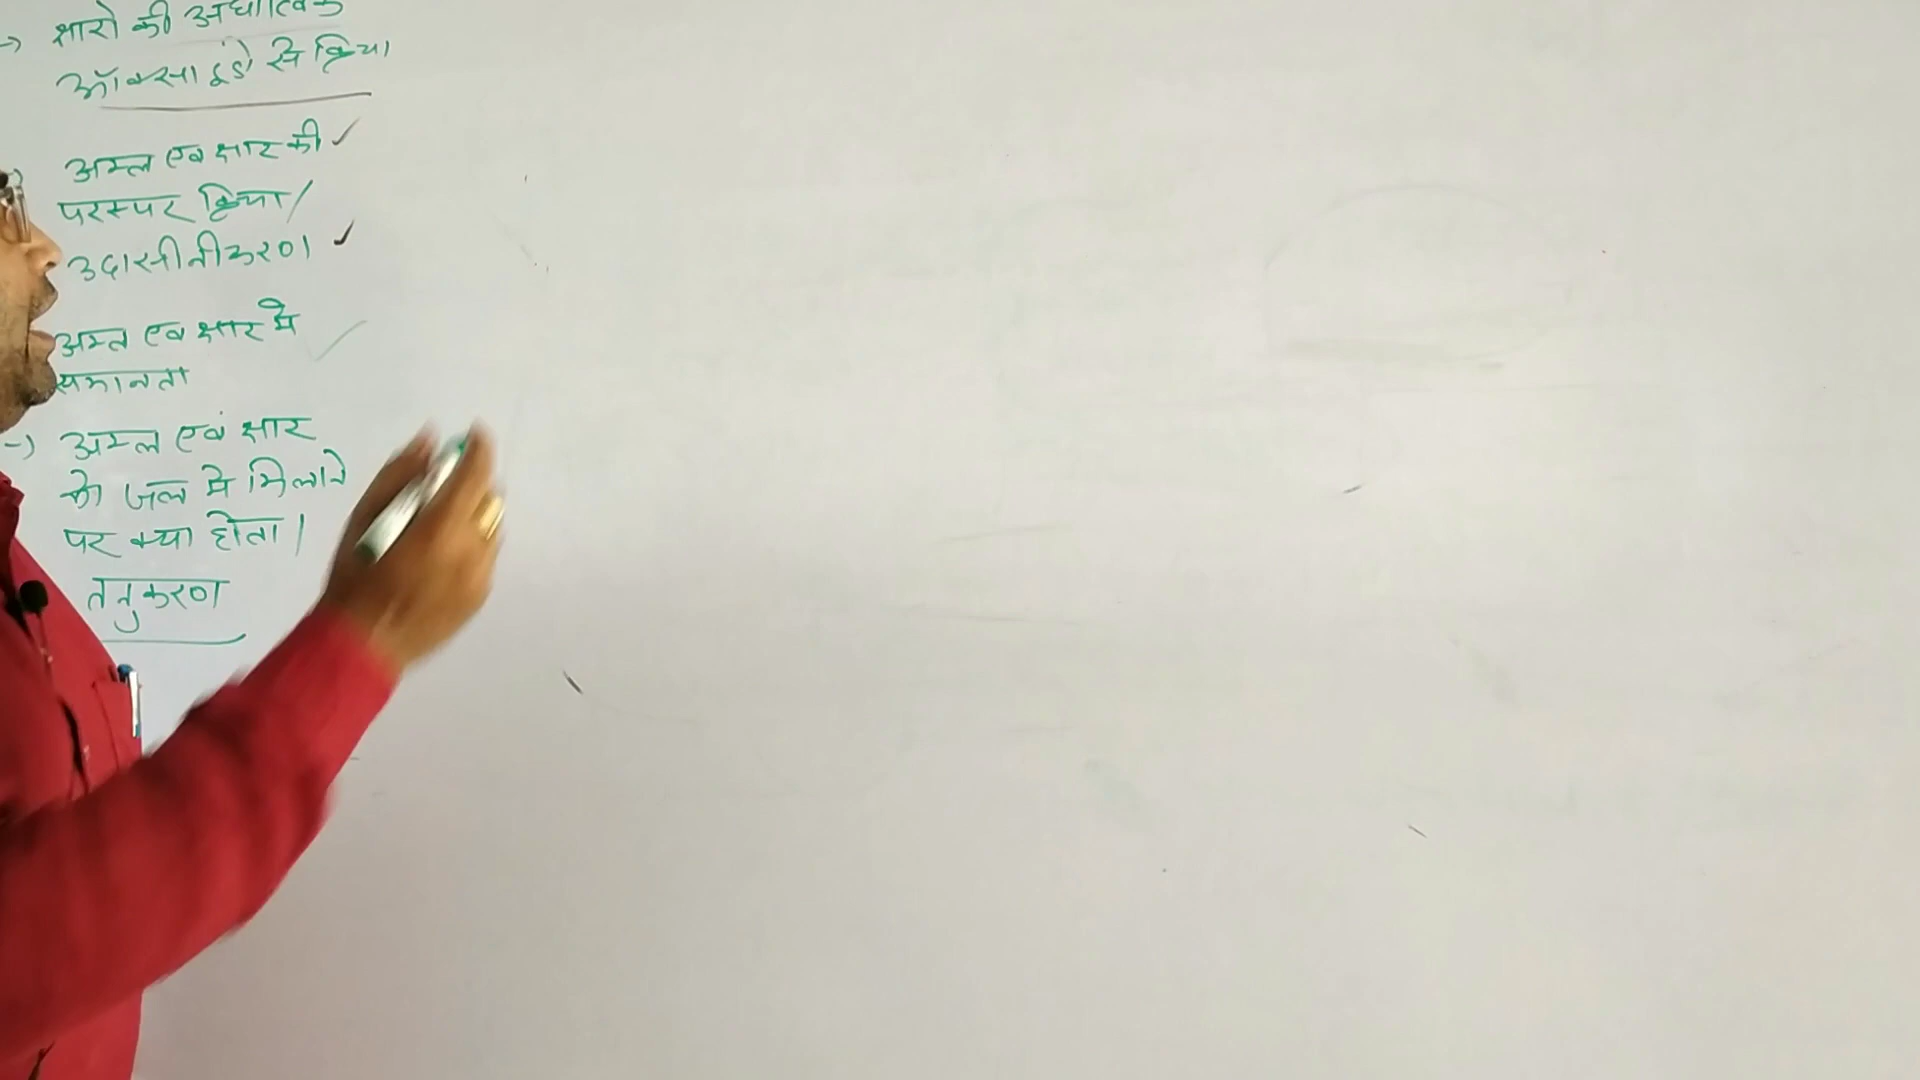 → क्षारो की अधात्विक
ऑक्साइडो से क्रिया
अम्ल एव क्षार की ✓
परस्पर क्रिया/
उदासीनीकरण ✓
अम्ल एव क्षार मे ✓
समानता
→ अम्ल एवं क्षार
को जल मे मिलाने
पर क्या होता।
तनुकरण